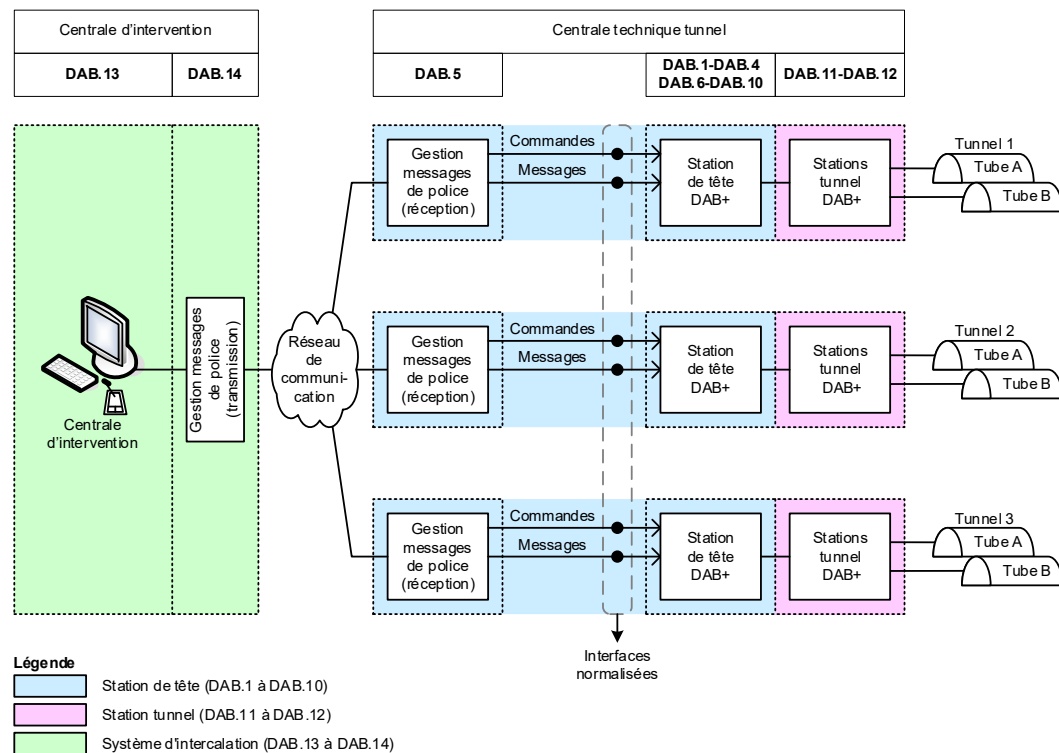 Centrale d'intervention
Centrale technique tunnel
DAB.13
DAB.14
DAB.5
DAB.1-DAB.4
DAB.6-DAB.10
DAB.11-DAB.12
Gestion
messages
de police
(réception)
Commandes
Messages
Station
de tête
DAB+
Stations
tunnel
DAB+
Tunnel 1
Tube A
Tube B
Centrale
d'intervention
Gestion messages
de police
(transmission)
Réseau
de
communi-
cation
Gestion
messages
de police
(réception)
Commandes
Messages
Station
de tête
DAB+
Stations
tunnel
DAB+
Tunnel 2
Tube A
Tube B
Gestion
messages
de police
(réception)
Commandes
Messages
Station
de tête
DAB+
Stations
tunnel
DAB+
Tunnel 3
Tube A
Tube B
Interfaces
normalisées
Légende
Station de tête (DAB.1 à DAB.10)
Station tunnel (DAB.11 à DAB.12)
Système d'intercalation (DAB.13 à DAB.14)